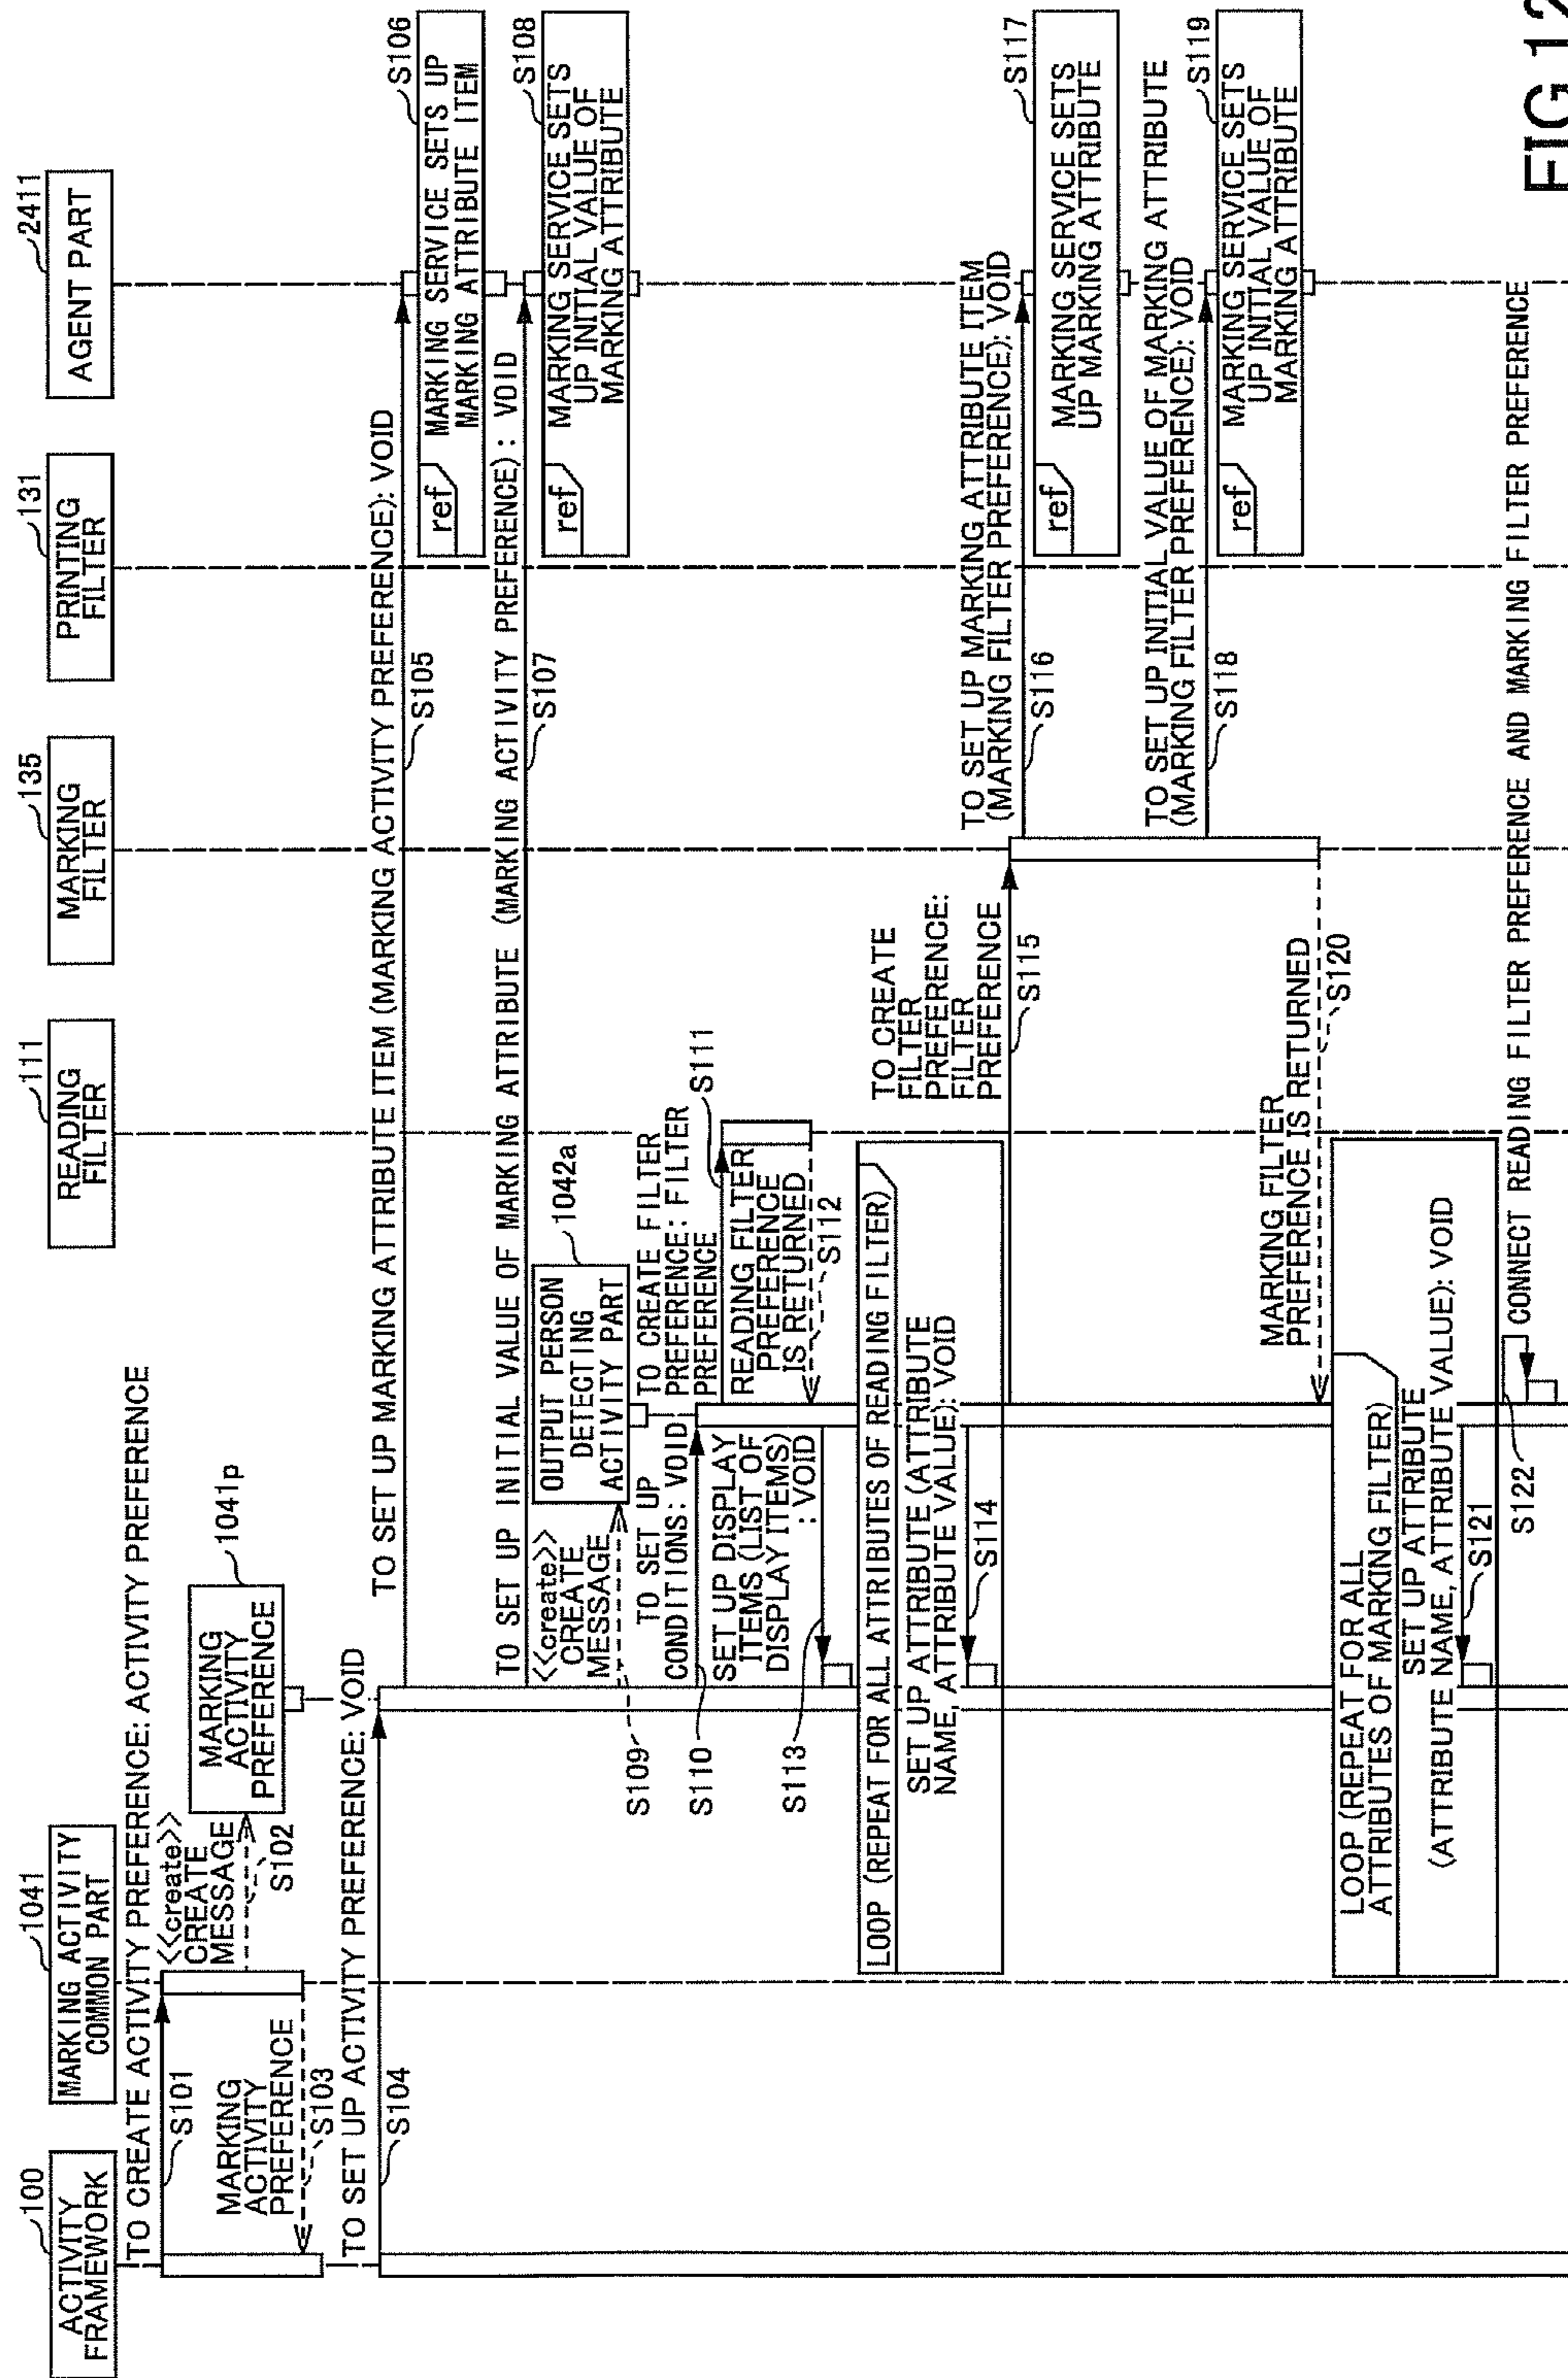 100
ACTIVITY
FRAMEWORK
1041
MARKING ACTIVITY
COMMON PART
111
READING
FILTER
135
MARKING
FILTER
131
PRINTING
FILTER
2411
AGENT PART
TO CREATE ACTIVITY PREFERENCE: ACTIVITY PREFERENCE
S101
<<create>>
CREATE
MESSAGE
S102
MARKING
ACTIVITY
PREFERENCE
1041p
MARKING
ACTIVITY
PREFERENCE
S103
TO SET UP ACTIVITY PREFERENCE: VOID
S104
TO SET UP MARKING ATTRIBUTE ITEM (MARKING ACTIVITY PREFERENCE): VOID
S105
S106
ref
MARKING SERVICE SETS UP
MARKING ATTRIBUTE ITEM
TO SET UP INITIAL VALUE OF MARKING ATTRIBUTE (MARKING ACTIVITY PREFERENCE) : VOID
S107
S108
ref
MARKING SERVICE SETS
UP INITIAL VALUE OF
MARKING ATTRIBUTE
<<create>>
CREATE
MESSAGE
S109
OUTPUT PERSON
DETECTING
ACTIVITY PART
1042a
TO SET UP
CONDITIONS: VOID
S110
TO CREATE FILTER
PREFERENCE: FILTER
PREFERENCE
S111
READING FILTER
PREFERENCE
IS RETURNED
S112
SET UP DISPLAY
ITEMS (LIST OF
DISPLAY ITEMS)
: VOID
S113
LOOP (REPEAT FOR ALL ATTRIBUTES OF READING FILTER)
SET UP ATTRIBUTE (ATTRIBUTE
NAME, ATTRIBUTE VALUE): VOID
S114
TO CREATE
FILTER
PREFERENCE:
FILTER
PREFERENCE
S115
TO SET UP MARKING ATTRIBUTE ITEM
(MARKING FILTER PREFERENCE): VOID
S116
S117
ref
MARKING SERVICE SETS
UP MARKING ATTRIBUTE
TO SET UP INITIAL VALUE OF MARKING ATTRIBUTE
(MARKING FILTER PREFERENCE): VOID
S118
S119
ref
MARKING SERVICE SETS
UP INITIAL VALUE OF
MARKING ATTRIBUTE
MARKING FILTER
PREFERENCE IS RETURNED
S120
LOOP (REPEAT FOR ALL
ATTRIBUTES OF MARKING FILTER)
SET UP ATTRIBUTE
(ATTRIBUTE NAME, ATTRIBUTE VALUE): VOID
S121
S122
CONNECT READING FILTER PREFERENCE AND MARKING FILTER PREFERENCE